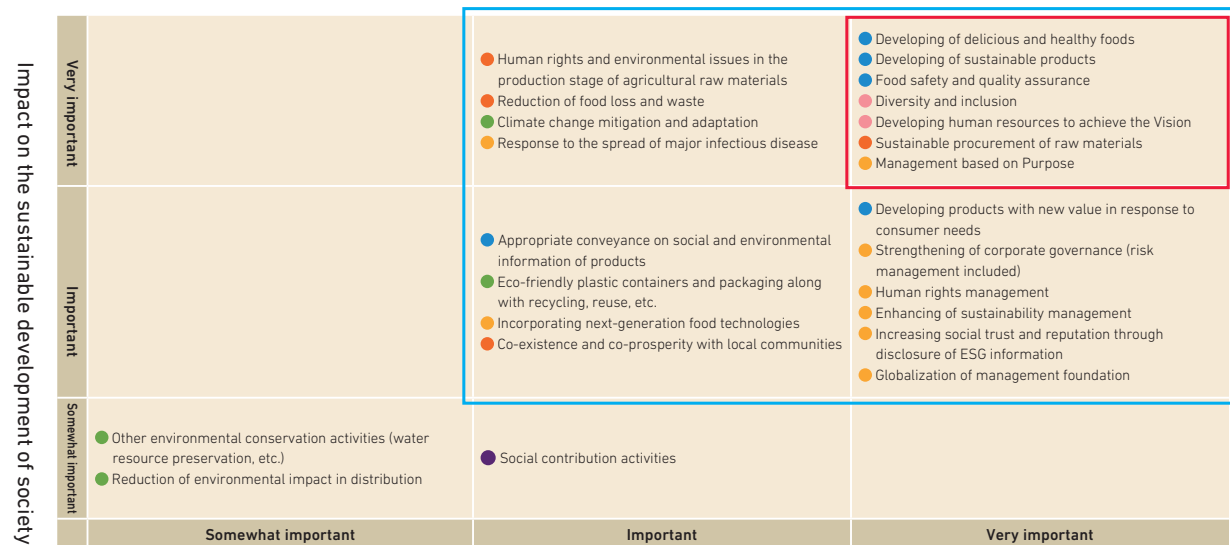 Impact on the sustainable development of society
Very important
Human rights and environmental issues in the
production stage of agricultural raw materials
Reduction of food loss and waste
Climate change mitigation and adaptation
Response to the spread of major infectious disease
Developing of delicious and healthy foods
Developing of sustainable products
Food safety and quality assurance
Diversity and inclusion
Developing human resources to achieve the Vision
Sustainable procurement of raw materials
Management based on Purpose
Important
Appropriate conveyance on social and environmental
information of products
Eco-friendly plastic containers and packaging along
with recycling, reuse, etc.
Incorporating next-generation food technologies
Co-existence and co-prosperity with local communities
Developing products with new value in response to
consumer needs
Strengthening of corporate governance (risk
management included)
Human rights management
Enhancing of sustainability management
Increasing social trust and reputation through
disclosure of ESG information
Globalization of management foundation
Somewhat important
Other environmental conservation activities (water
resource preservation, etc.)
Reduction of environmental impact in distribution
Social contribution activities
Somewhat important
Important
Very important